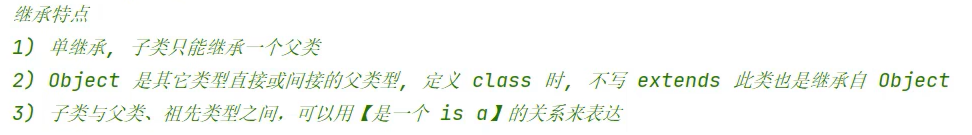 继承特点
1) 单继承, 子类只能继承一个父类
2) Object 是其它类型直接或间接的父类型, 定义 class 时, 不写 extends 此类也是继承自 Object
3) 子类与父类、祖先类型之间，可以用【是一个 is a】的关系来表达